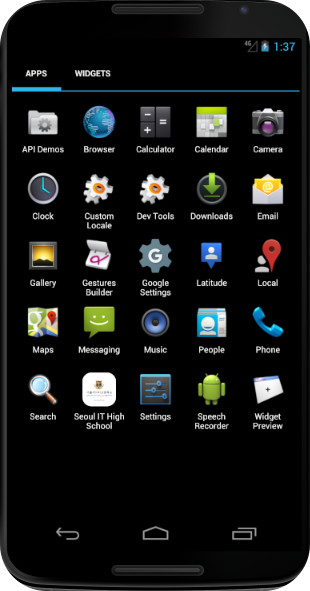 4G 1:37
APPS WIDGETS
API Demos Browser Calculator Calendar Camera
Clock Custom Locale Dev Tools Downloads Email
Gallery Gestures Builder Google Settings Latitude Local
Maps Messaging Music People Phone
Search Seoul IT High School Settings Speech Recorder Widget Preview